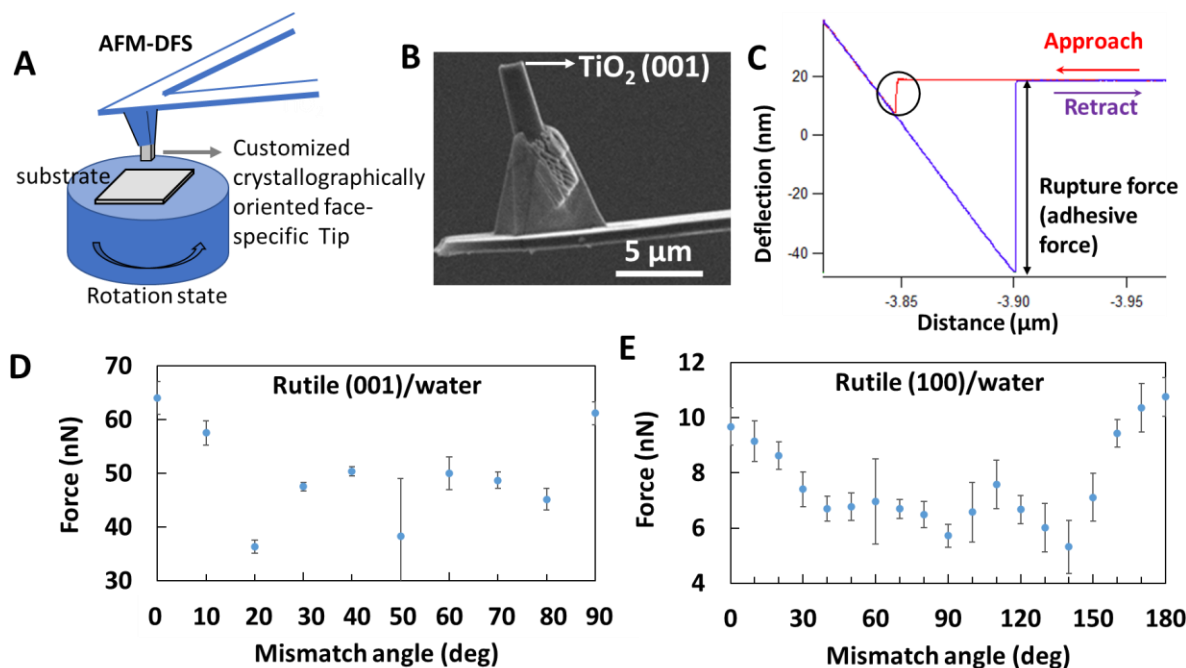 A
AFM-DFS
substrate
Customized
crystallographically
oriented face-
specific Tip
Rotation state
B
TiO₂ (001)
5 µm
C
Approach
Retract
Rupture force
(adhesive
force)
Deflection (nm)
20
0
-20
-40
-3.85
-3.90
-3.95
Distance (µm)
D
Rutile (001)/water
Force (nN)
70
60
50
40
30
0
10
20
30
40
50
60
70
80
90
Mismatch angle (deg)
E
Rutile (100)/water
Force (nN)
12
10
8
6
4
0
30
60
90
120
150
180
Mismatch angle (deg)